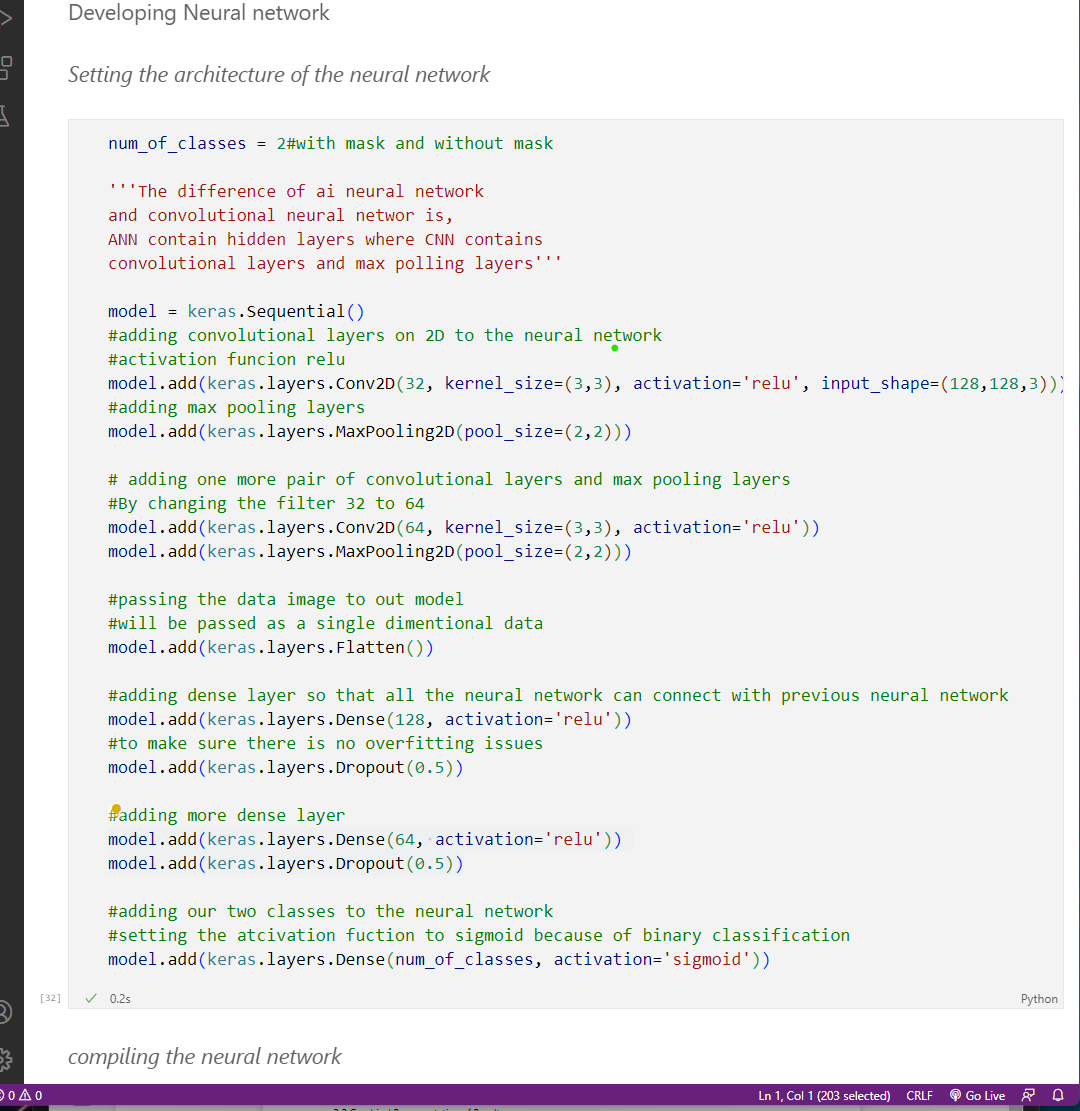 Developing Neural network
Setting the architecture of the neural network
num_of_classes = 2#with mask and without mask
'''The difference of ai neural network
and convolutional neural networ is,
ANN contain hidden layers where CNN contains
convolutional layers and max polling layers'''
model = keras.Sequential()
#adding convolutional layers on 2D to the neural network
#activation funcion relu
model.add(keras.layers.Conv2D(32, kernel_size=(3,3), activation='relu', input_shape=(128,128,3)))
#adding max pooling layers
model.add(keras.layers.MaxPooling2D(pool_size=(2,2)))
# adding one more pair of convolutional layers and max pooling layers
#By changing the filter 32 to 64
model.add(keras.layers.Conv2D(64, kernel_size=(3,3), activation='relu'))
model.add(keras.layers.MaxPooling2D(pool_size=(2,2)))
#passing the data image to out model
#will be passed as a single dimentional data
model.add(keras.layers.Flatten())
#adding dense layer so that all the neural network can connect with previous neural network
model.add(keras.layers.Dense(128, activation='relu'))
#to make sure there is no overfitting issues
model.add(keras.layers.Dropout(0.5))
#adding more dense layer
model.add(keras.layers.Dense(64, activation='relu'))
model.add(keras.layers.Dropout(0.5))
#adding our two classes to the neural network
#setting the atcivation fuction to sigmoid because of binary classification
model.add(keras.layers.Dense(num_of_classes, activation='sigmoid'))
[32] 0.2s Python
compiling the neural network
0 0 Ln 1, Col 1 (203 selected) CRLF Go Live